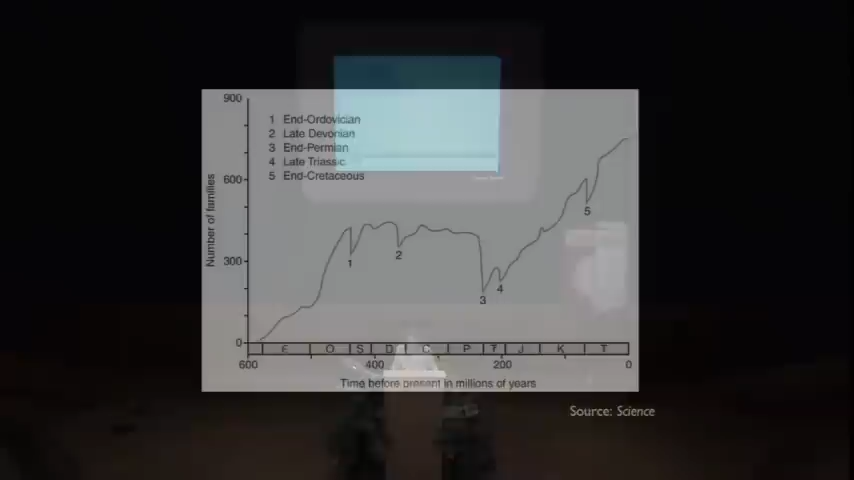 900
1 End-Ordovician
2 Late Devonian
3 End-Permian
4 Late Triassic
5 End-Cretaceous
600
Number of families
5
1
2
300
4
3
0
Є O S D C P T J K T
600 400 200 0
Time before present in millions of years
Source: Science